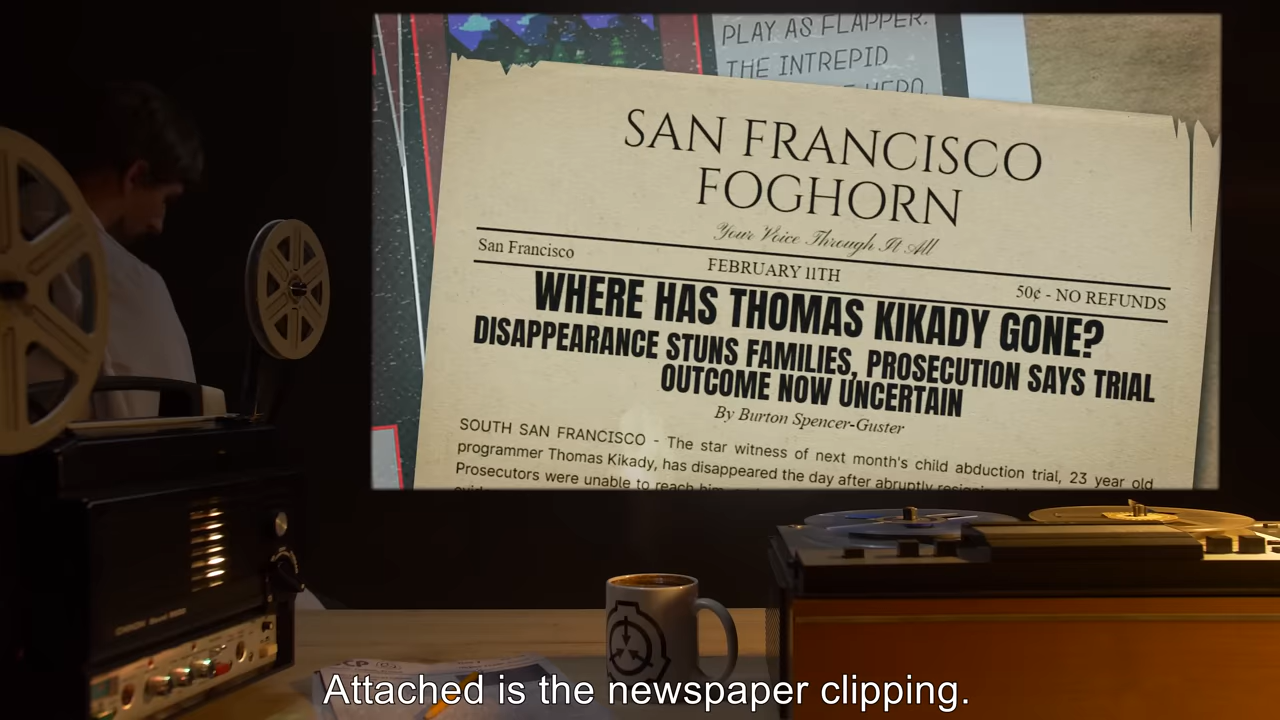 PLAY AS FLAPPER.
THE INTREPID
HERO.
SAN FRANCISCO
FOGHORN
Your Voice Through It All
San Francisco
FEBRUARY 11TH
50¢ - NO REFUNDS
WHERE HAS THOMAS KIKADY GONE?
DISAPPEARANCE STUNS FAMILIES, PROSECUTION SAYS TRIAL
OUTCOME NOW UNCERTAIN
By Burton Spencer-Guster
SOUTH SAN FRANCISCO - The star witness of next month's child abduction trial, 23 year old
programmer Thomas Kikady, has disappeared the day after abruptly
Prosecutors were unable to reach him
Attached is the newspaper clipping.